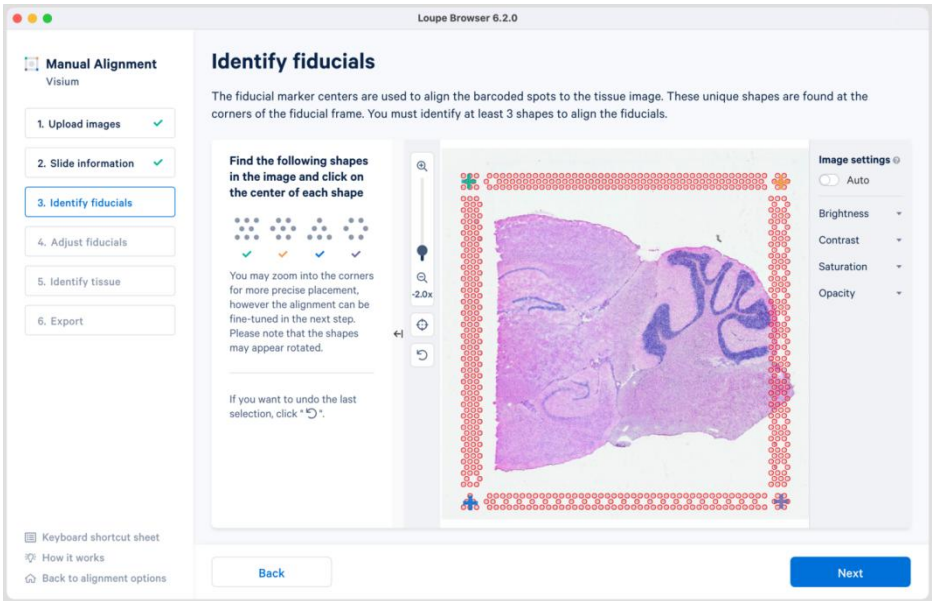 Loupe Browser 6.2.0
Manual Alignment
Visium
1. Upload images
2. Slide information
3. Identify fiducials
4. Adjust fiducials
5. Identify tissue
6. Export
Keyboard shortcut sheet
How it works
Back to alignment options
Identify fiducials
The fiducial marker centers are used to align the barcoded spots to the tissue image. These unique shapes are found at the
corners of the fiducial frame. You must identify at least 3 shapes to align the fiducials.
Find the following shapes
in the image and click on
the center of each shape
You may zoom into the corners
for more precise placement,
however the alignment can be
fine-tuned in the next step.
Please note that the shapes
may appear rotated.
If you want to undo the last
selection, click " ".
-2.0x
Image settings
Auto
Brightness
Contrast
Saturation
Opacity
Back
Next